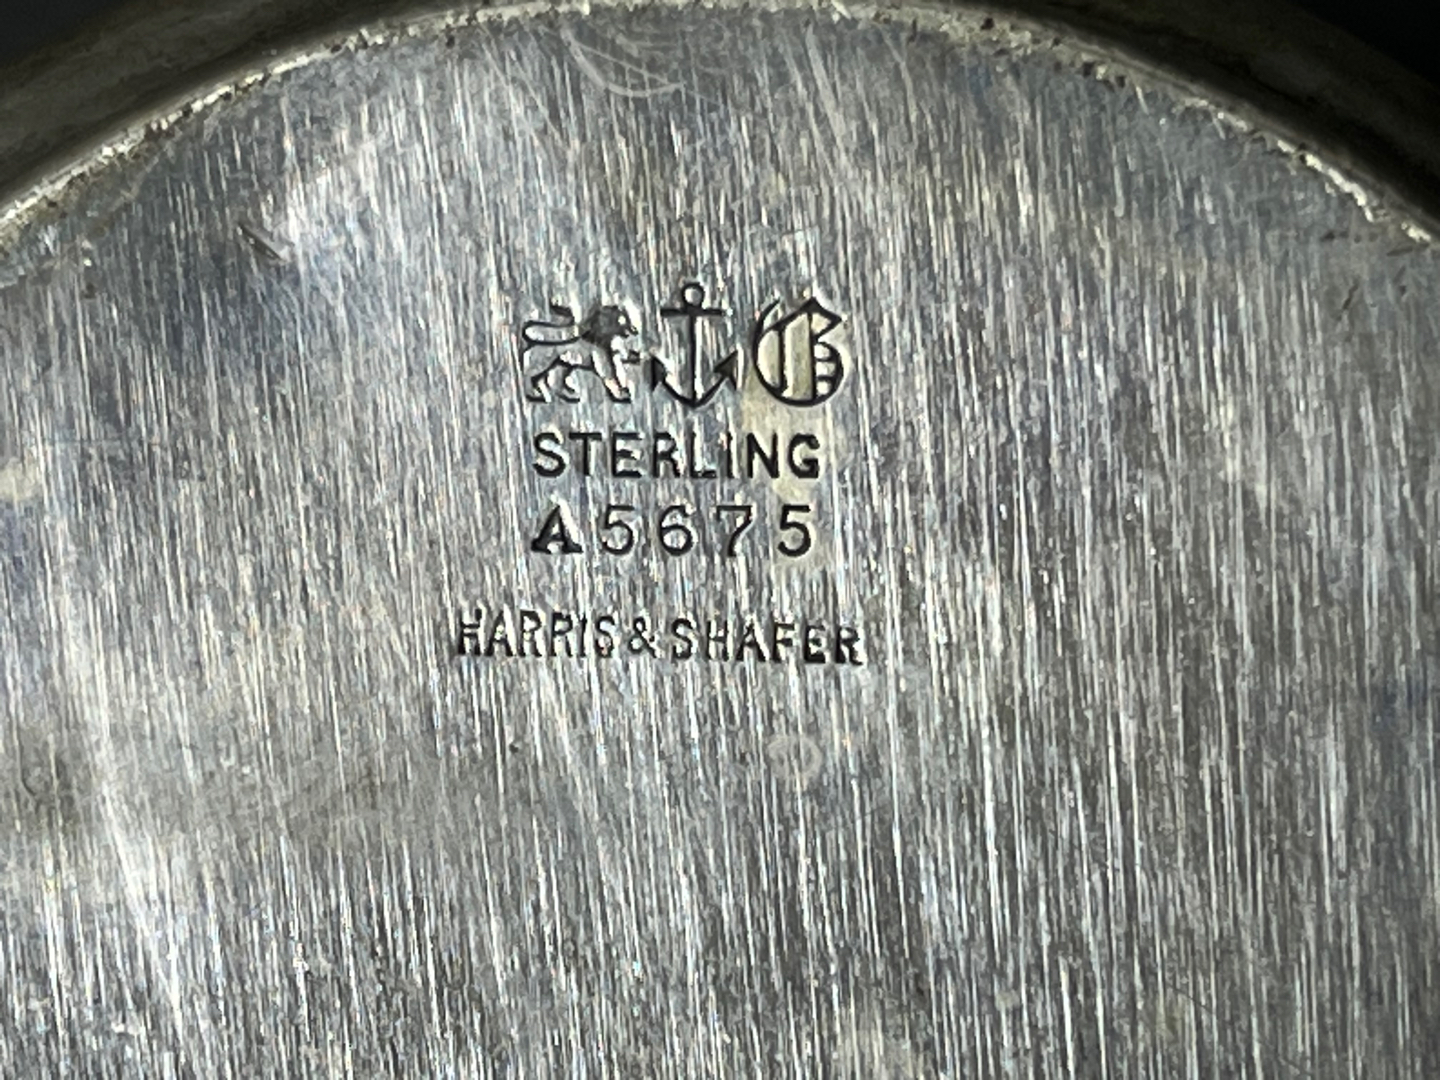 G
STERLING
A5675
HARRIS & SHAFER